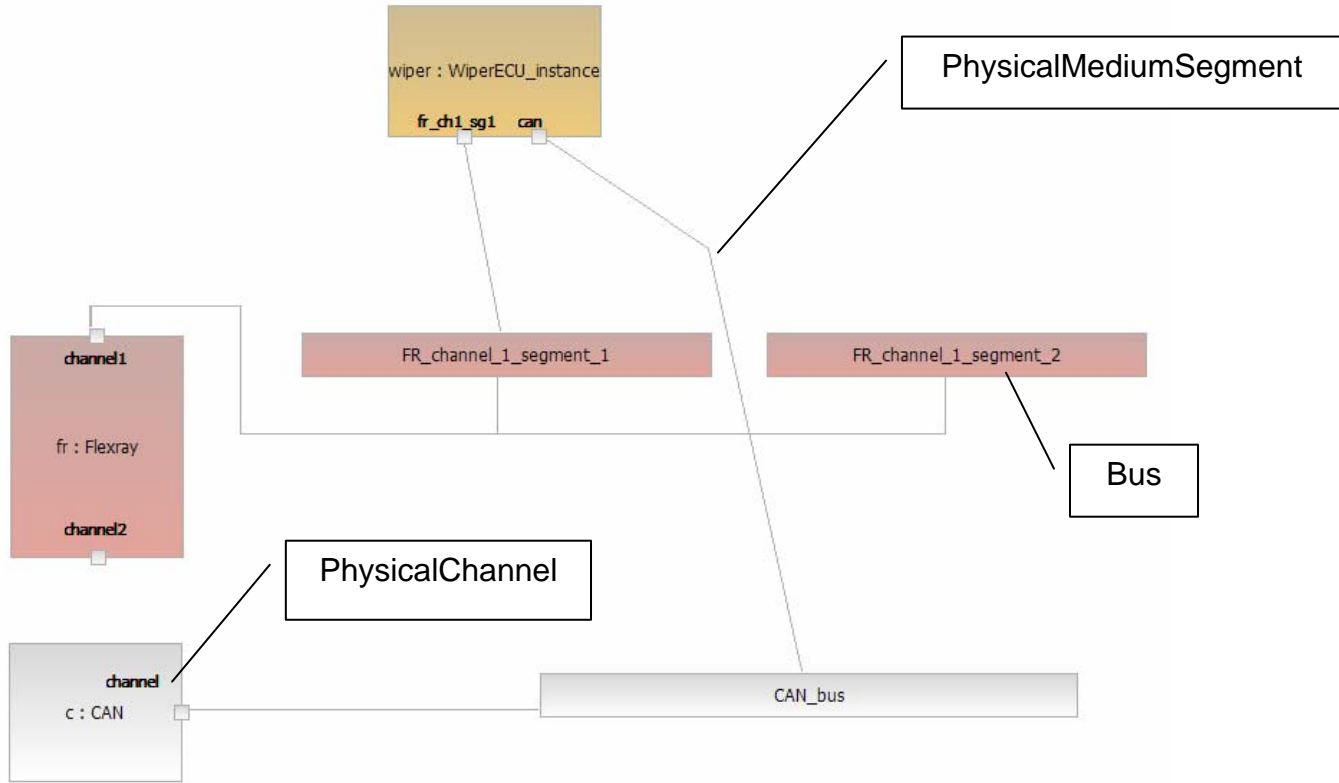 wiper : WiperECU_instance
fr_ch1_sg1 can
PhysicalMediumSegment
channel1
fr : Flexray
channel2
FR_channel_1_segment_1
FR_channel_1_segment_2
Bus
PhysicalChannel
channel
c : CAN
CAN_bus